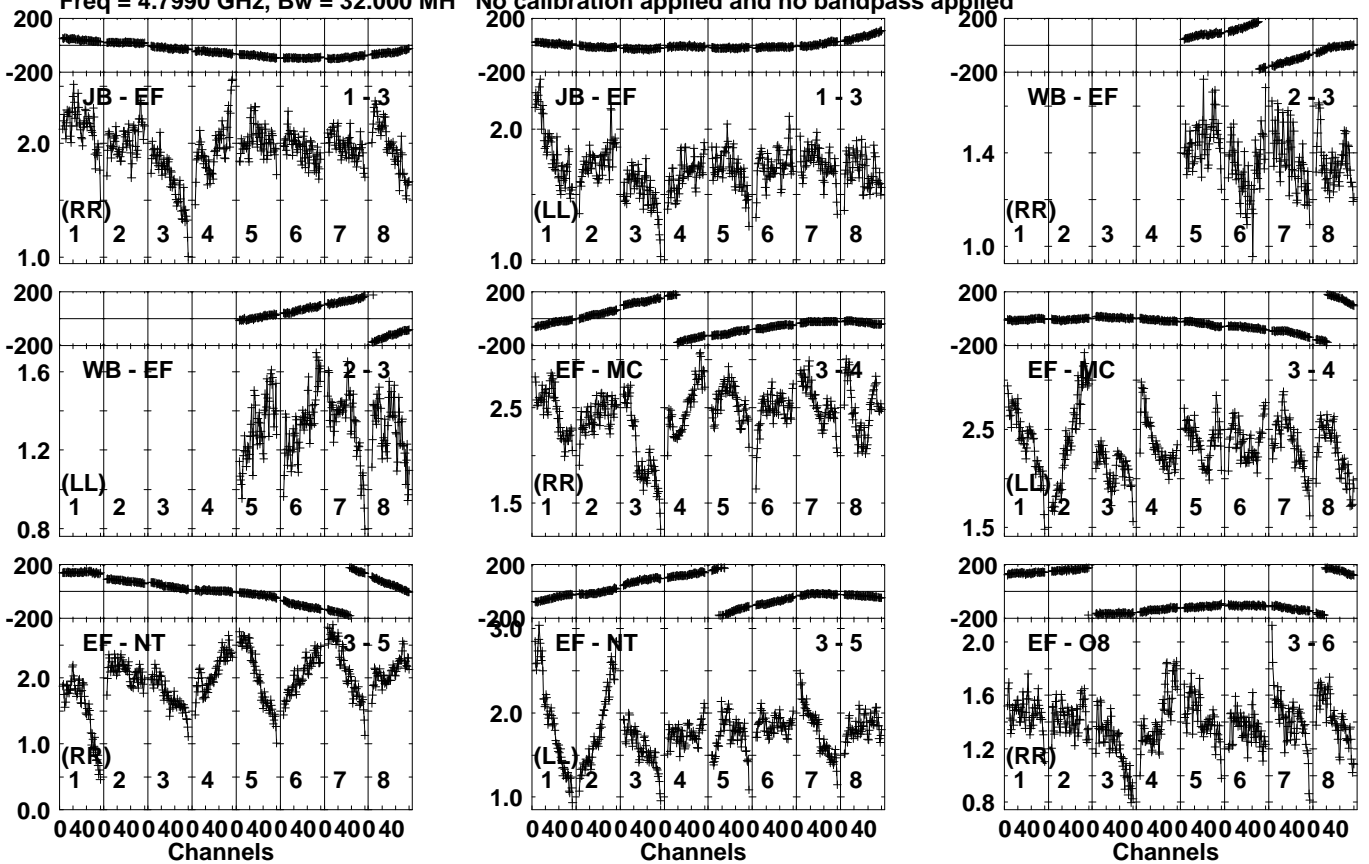 Freq = 4.7990 GHz, Bw = 32.000 MH No calibration applied and no bandpass applied
200
-200
JB - EF 1 - 3
2.0
(RR)
1 2 3 4 5 6 7 8
1.0
200
-200
JB - EF 1 - 3
2.0
(LL)
1 2 3 4 5 6 7 8
1.0
200
-200
WB - EF 2 - 3
1.4
(RR)
1 2 3 4 5 6 7 8
1.0
200
-200
WB - EF 2 - 3
1.6
1.2
(LL)
1 2 3 4 5 6 7 8
0.8
200
-200
EF - MC 3 - 4
2.5
(RR)
1.5
1 2 3 4 5 6 7 8
200
-200
EF - MC 3 - 4
2.5
(LL)
1 2 3 4 5 6 7 8
1.5
200
-200
EF - NT 3 - 5
2.0
1.0
(RR)
1 2 3 4 5 6 7 8
0.0
0 40 0 40 0 40 0 40 0 40 0 40 0 40 0 40
Channels
200
-200
3.0
EF - NT 3 - 5
2.0
(LL)
1 2 3 4 5 6 7 8
1.0
0 40 0 40 0 40 0 40 0 40 0 40 0 40 0 40
Channels
200
-200
2.0
EF - O8 3 - 6
1.6
1.2
(RR)
1 2 3 4 5 6 7 8
0.8
0 40 0 40 0 40 0 40 0 40 0 40 0 40 0 40
Channels